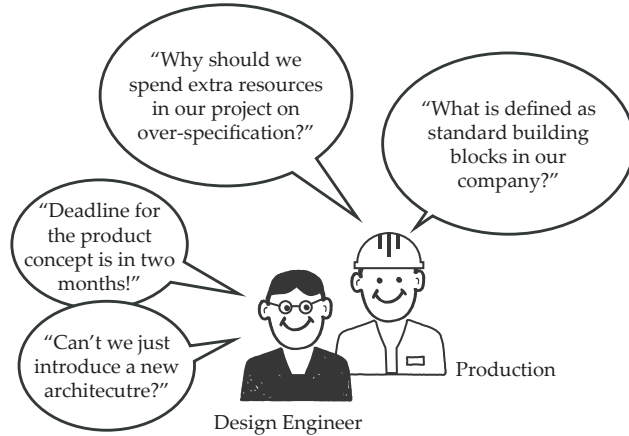 “Why should we
spend extra resources
in our project on
over-specification?”
“What is defined as
standard building
blocks in our
company?”
“Deadline for
the product
concept is in two
months!”
“Can’t we just
introduce a new
architecutre?”
Production
Design Engineer